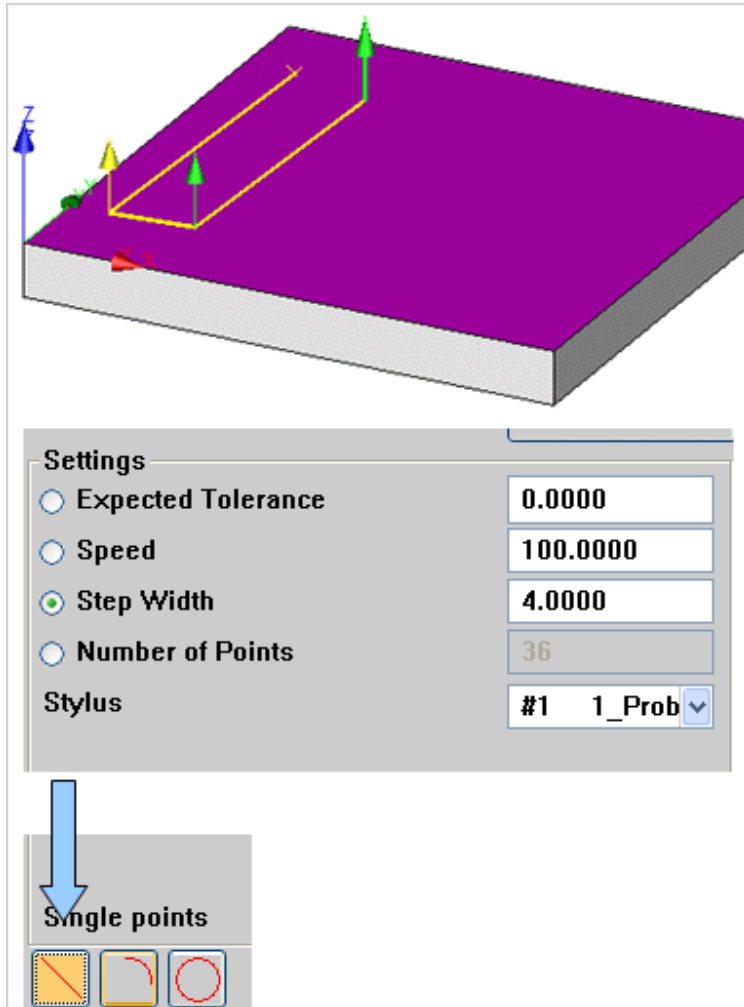 Z
Y
X X
Settings
Expected Tolerance 0.0000
Speed 100.0000
Step Width 4.0000
Number of Points 36
Stylus #1 1_Prob
Single points